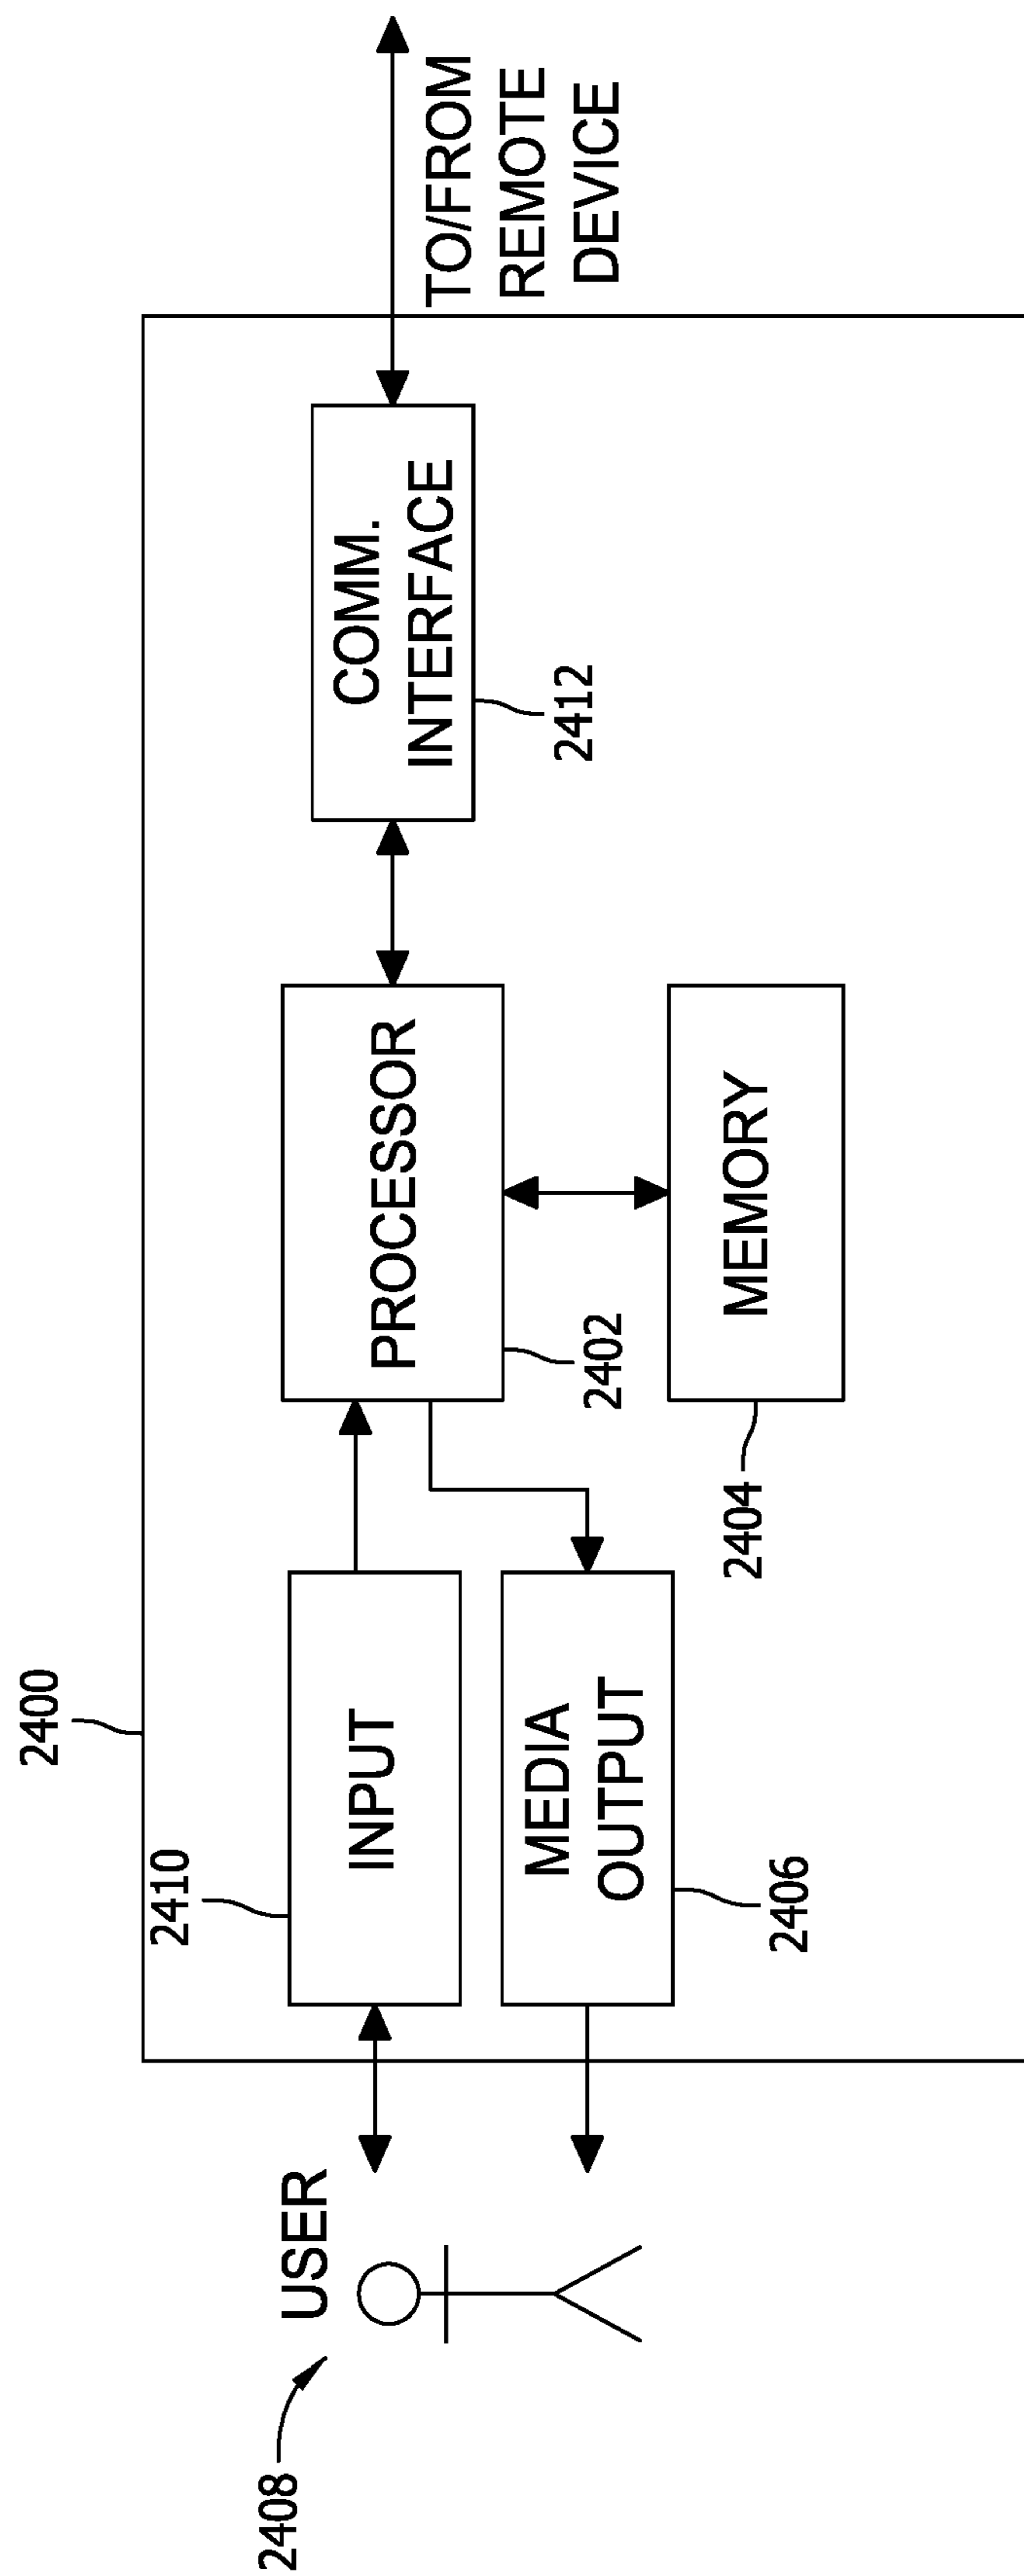 2400
2408
USER
2410
INPUT
MEDIA
OUTPUT
2406
PROCESSOR
2402
MEMORY
2404
COMM.
INTERFACE
2412
TO/FROM
REMOTE
DEVICE